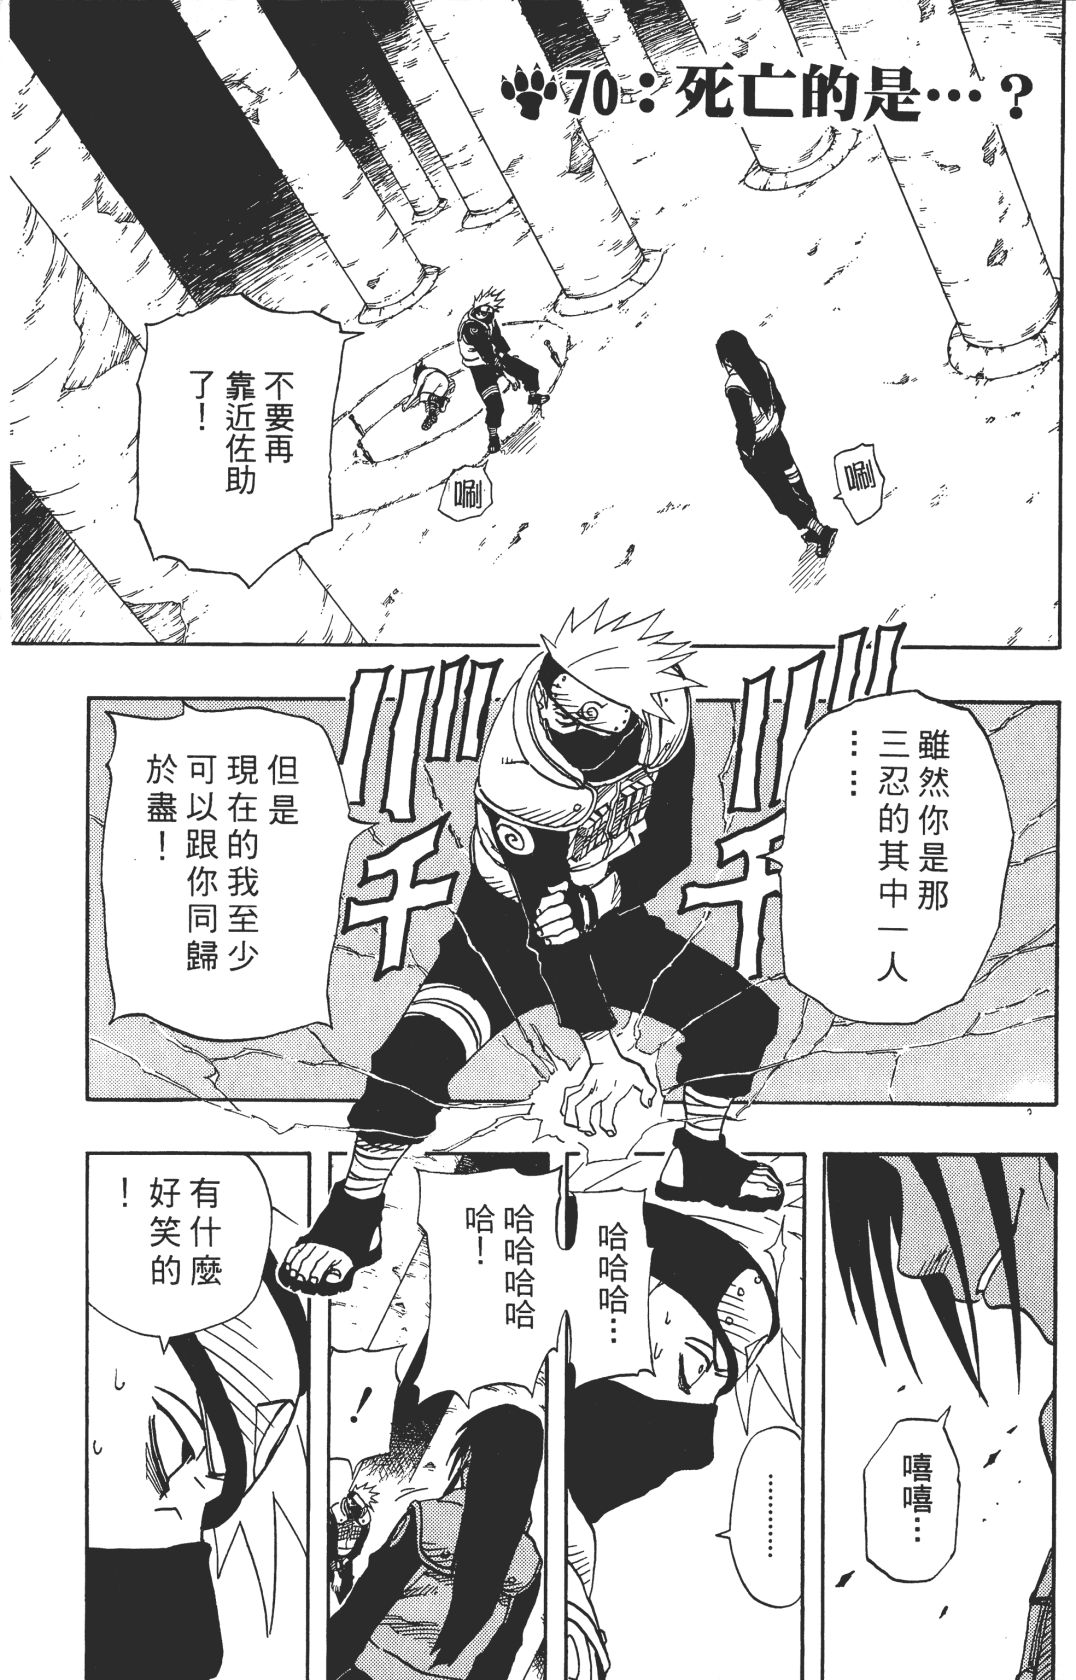 70：死亡的是…？
唰
唰
不要再
靠近佐助
了！
雖然你是那
三忍的其中一人
……
但是
現在的我至少
可以跟你同歸
於盡！
チ
チ
嘻嘻…
………
哈哈哈…
哈哈哈哈
哈！
！
有什麼
好笑的
！